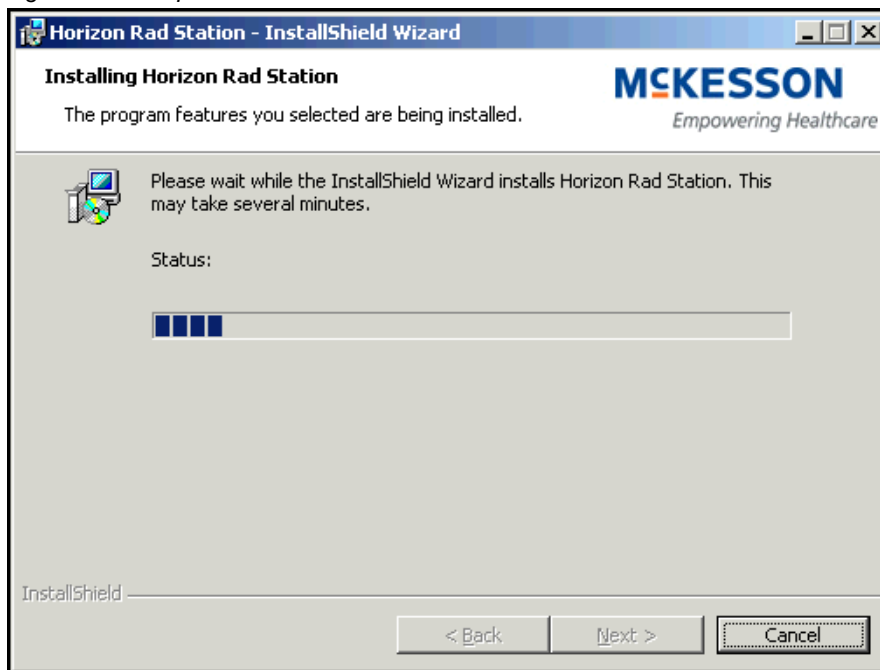 Horizon Rad Station - InstallShield Wizard
Installing Horizon Rad Station
The program features you selected are being installed.
McKESSON
Empowering Healthcare
Please wait while the InstallShield Wizard installs Horizon Rad Station. This
may take several minutes.
Status:
InstallShield
< Back
Next >
Cancel